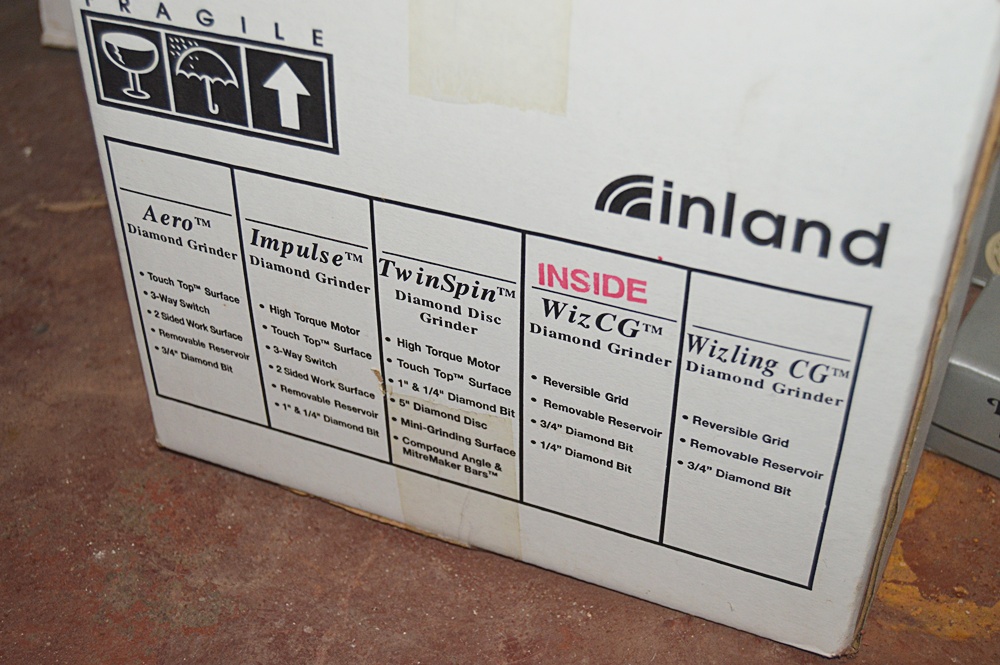 FRAGILE
inland
Aero™
Diamond Grinder
• Touch Top™ Surface
• 3-Way Switch
• 2 Sided Work Surface
• Removable Reservoir
• 3/4" Diamond Bit
Impulse™
Diamond Grinder
• High Torque Motor
• Touch Top™ Surface
• 3-Way Switch
• 2 Sided Work Surface
• Removable Reservoir
• 1" & 1/4" Diamond Bit
TwinSpin™
Diamond Disc
Grinder
• High Torque Motor
• Touch Top™ Surface
• 1" & 1/4" Diamond Bit
• 5" Diamond Disc
• Mini-Grinding Surface
• Compound Angle &
MitreMaker Bars™
INSIDE
WizCG™
Diamond Grinder
• Reversible Grid
• Removable Reservoir
• 3/4" Diamond Bit
• 1/4" Diamond Bit
Wizling CG™
Diamond Grinder
• Reversible Grid
• Removable Reservoir
• 3/4" Diamond Bit